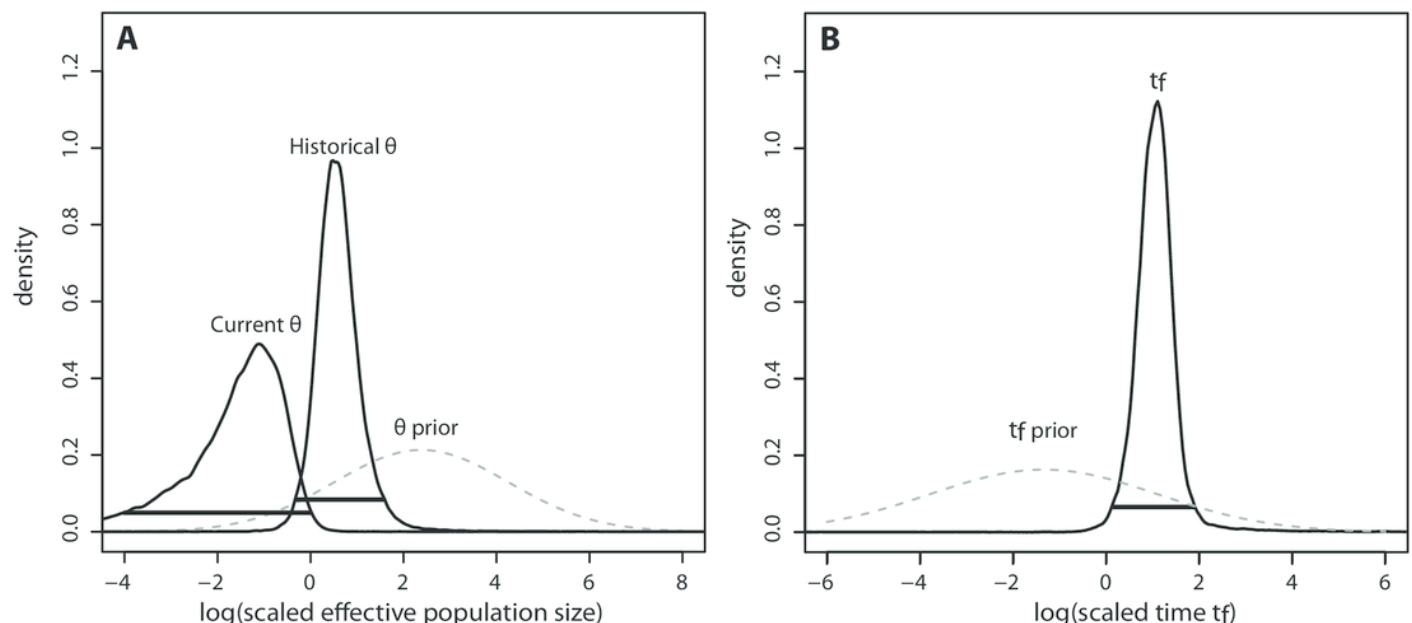 A
1.2
1.0
0.8
0.6
0.4
0.2
0.0
density
Historical θ
Current θ
θ prior
−4 −2 0 2 4 6 8
log(scaled effective population size)
B
1.2
1.0
0.8
0.6
0.4
0.2
0.0
density
tf
tf prior
−6 −4 −2 0 2 4 6
log(scaled time tf)